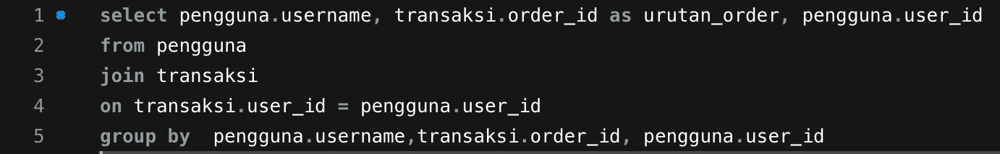 1 select pengguna.username, transaksi.order_id as urutan_order, pengguna.user_id
2 from pengguna
3 join transaksi
4 on transaksi.user_id = pengguna.user_id
5 group by  pengguna.username,transaksi.order_id, pengguna.user_id